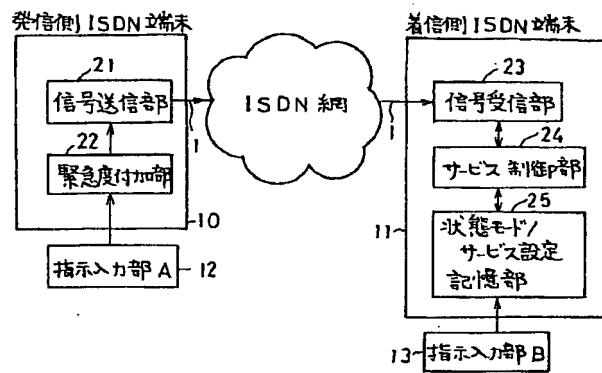 発信側ISDN端末
21
信号送信部
22
緊急度付加部
10
指示入力部A
12
1
ISDN網
1
着信側ISDN端末
23
信号受信部
24
サービス制御部
25
状態モード/
サービス設定
記憶部
11
13
指示入力部B